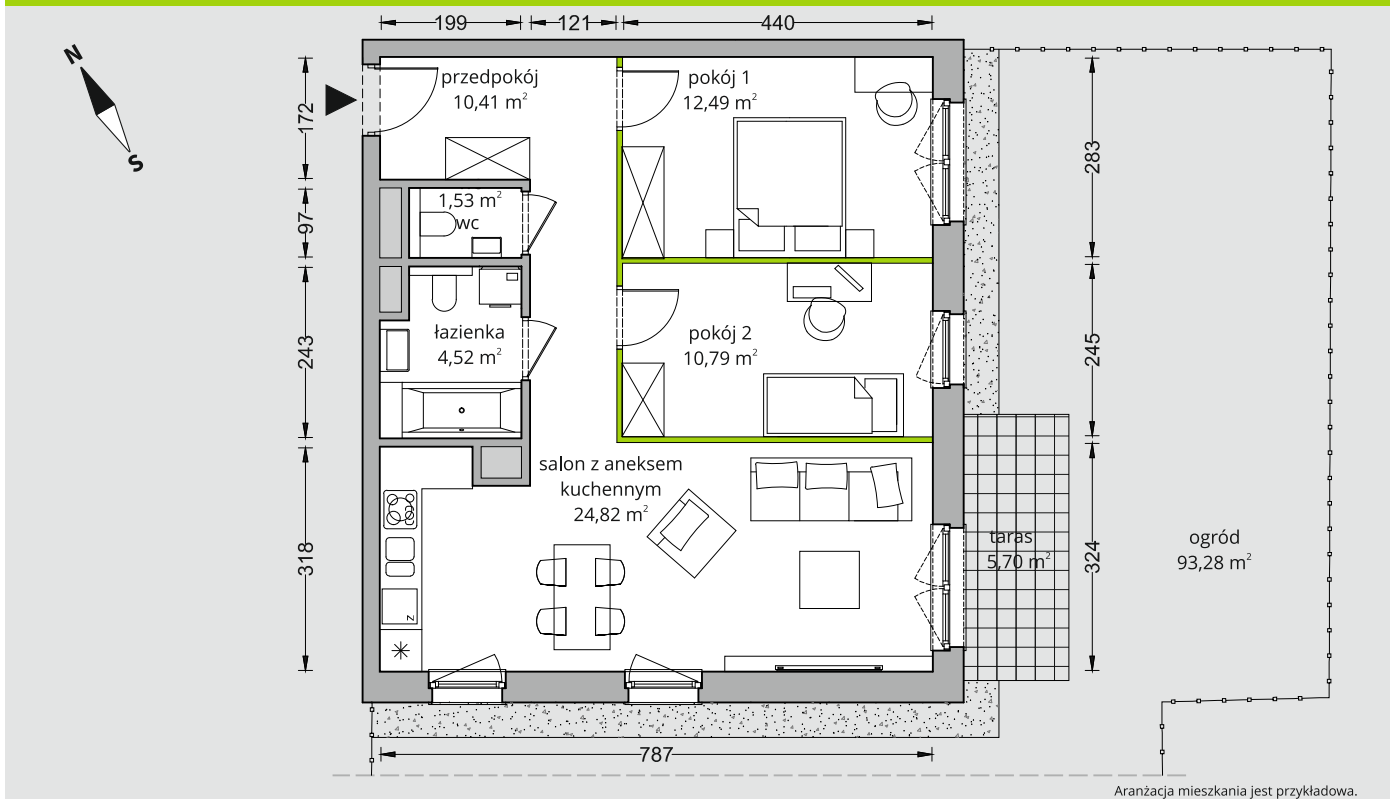 199
121
440
N
S
172
97
243
318
przedpokój
10,41 m²
pokój 1
12,49 m²
1,53 m²
wc
łazienka
4,52 m²
pokój 2
10,79 m²
salon z aneksem
kuchennym
24,82 m²
z
283
245
324
taras
5,70 m²
ogród
93,28 m²
787
Aranżacja mieszkania jest przykładowa.